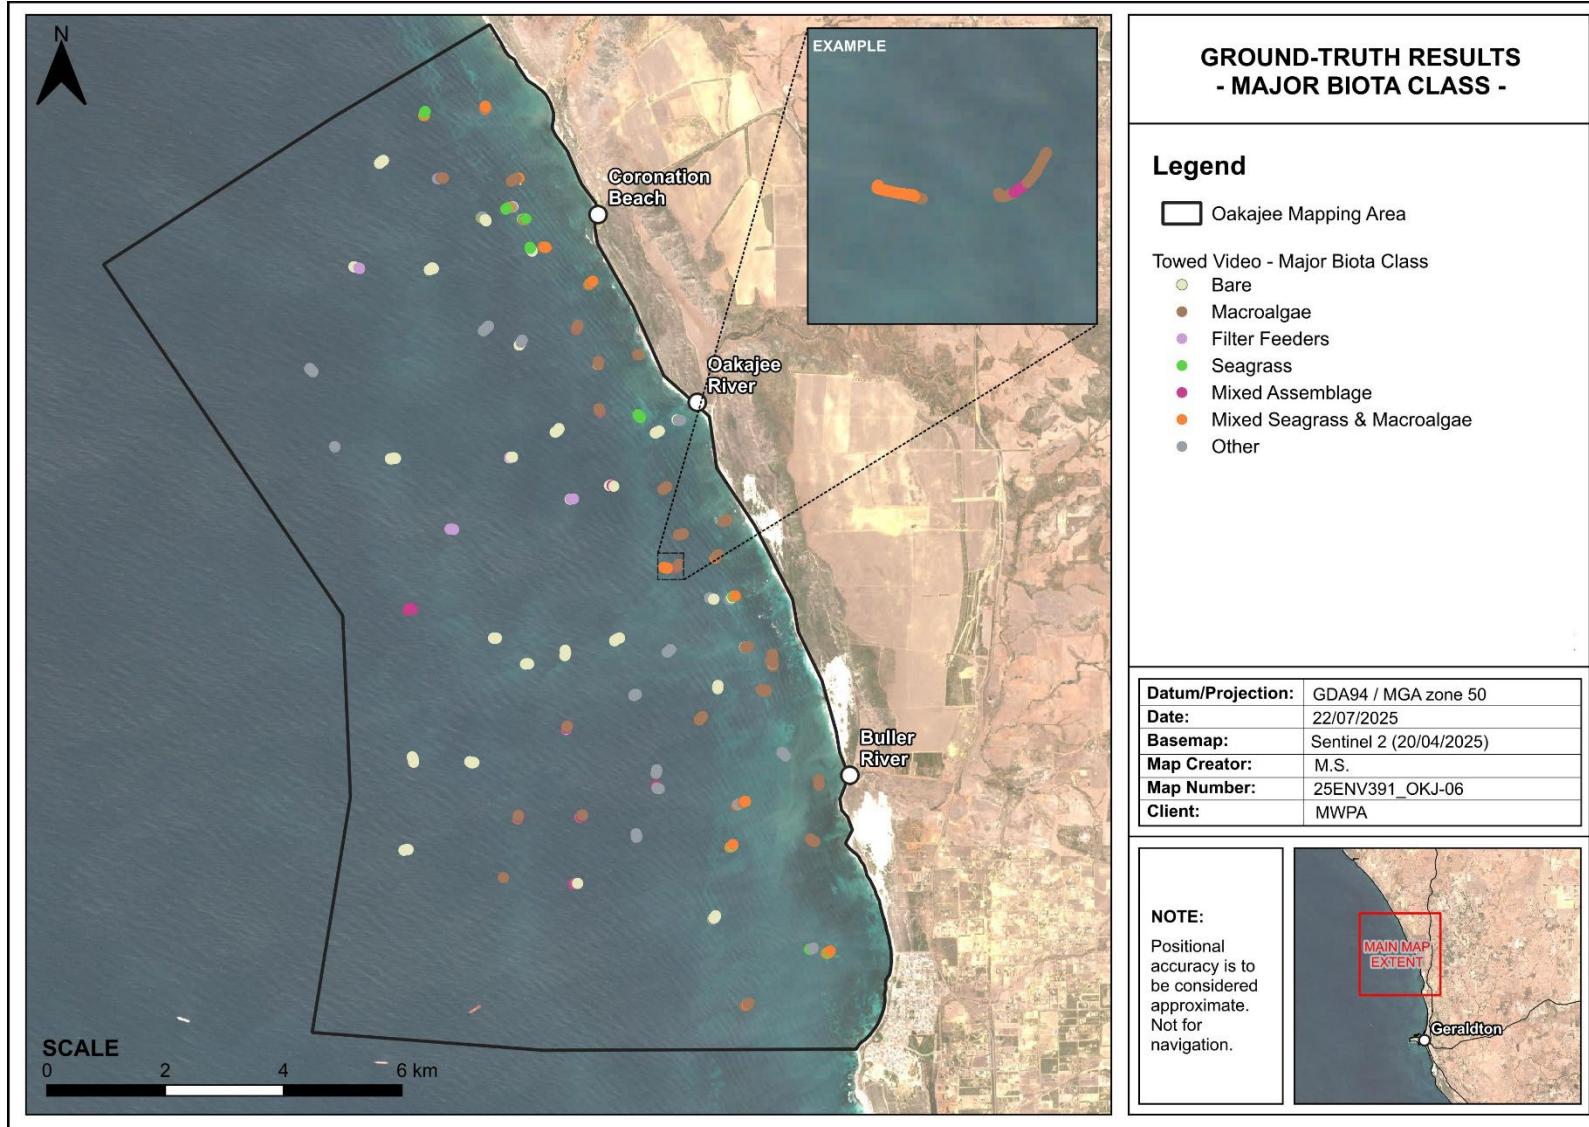 N
EXAMPLE
Coronation
Beach
Oakajee
River
Buller
River
SCALE
0 2 4 6 km
GROUND-TRUTH RESULTS
- MAJOR BIOTA CLASS -
Legend
Oakajee Mapping Area
Towed Video - Major Biota Class
Bare
Macroalgae
Filter Feeders
Seagrass
Mixed Assemblage
Mixed Seagrass & Macroalgae
Other
Datum/Projection: GDA94 / MGA zone 50
Date: 22/07/2025
Basemap: Sentinel 2 (20/04/2025)
Map Creator: M.S.
Map Number: 25ENV391_OKJ-06
Client: MWPA
NOTE:
Positional
accuracy is to
be considered
approximate.
Not for
navigation.
MAIN MAP
EXTENT
Geraldton